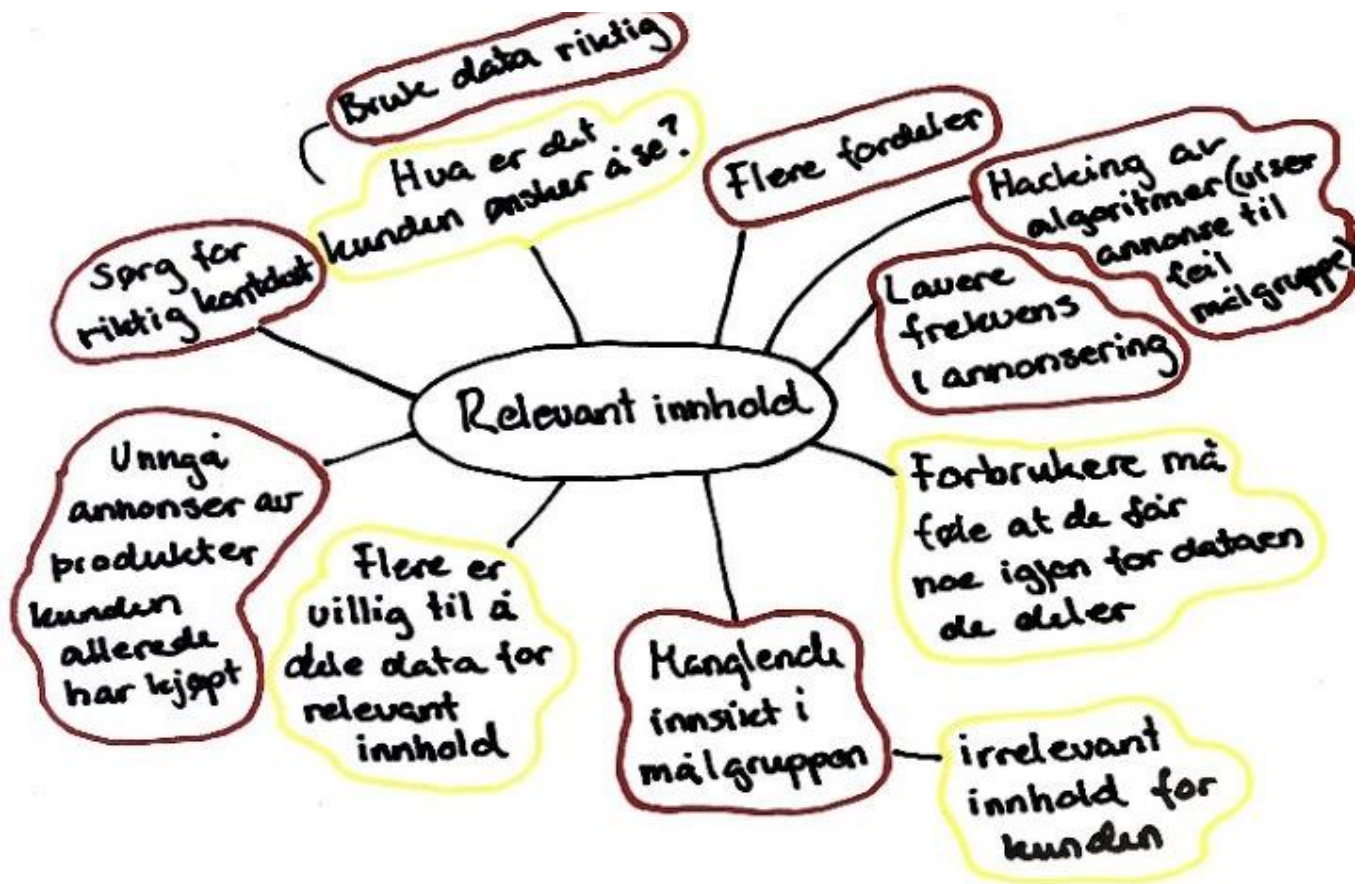 Bruk data riktig
Hva er det
kunden ønsker å se?
Flere fordeler
Hacking av
algoritmer (viser
annonse til
feil
målgruppe)
Sørg for
riktig kontekst
Lavere
frekvens
i annonsering
Relevant innhold
Unngå
annonser av
produkter
kunden
allerede
har kjøpt
Flere er
villig til å
dele data for
relevant
innhold
Manglende
innsikt i
målgruppen
Forbrukere må
føle at de får
noe igjen for dataen
de deler
irrelevant
innhold for
kunden